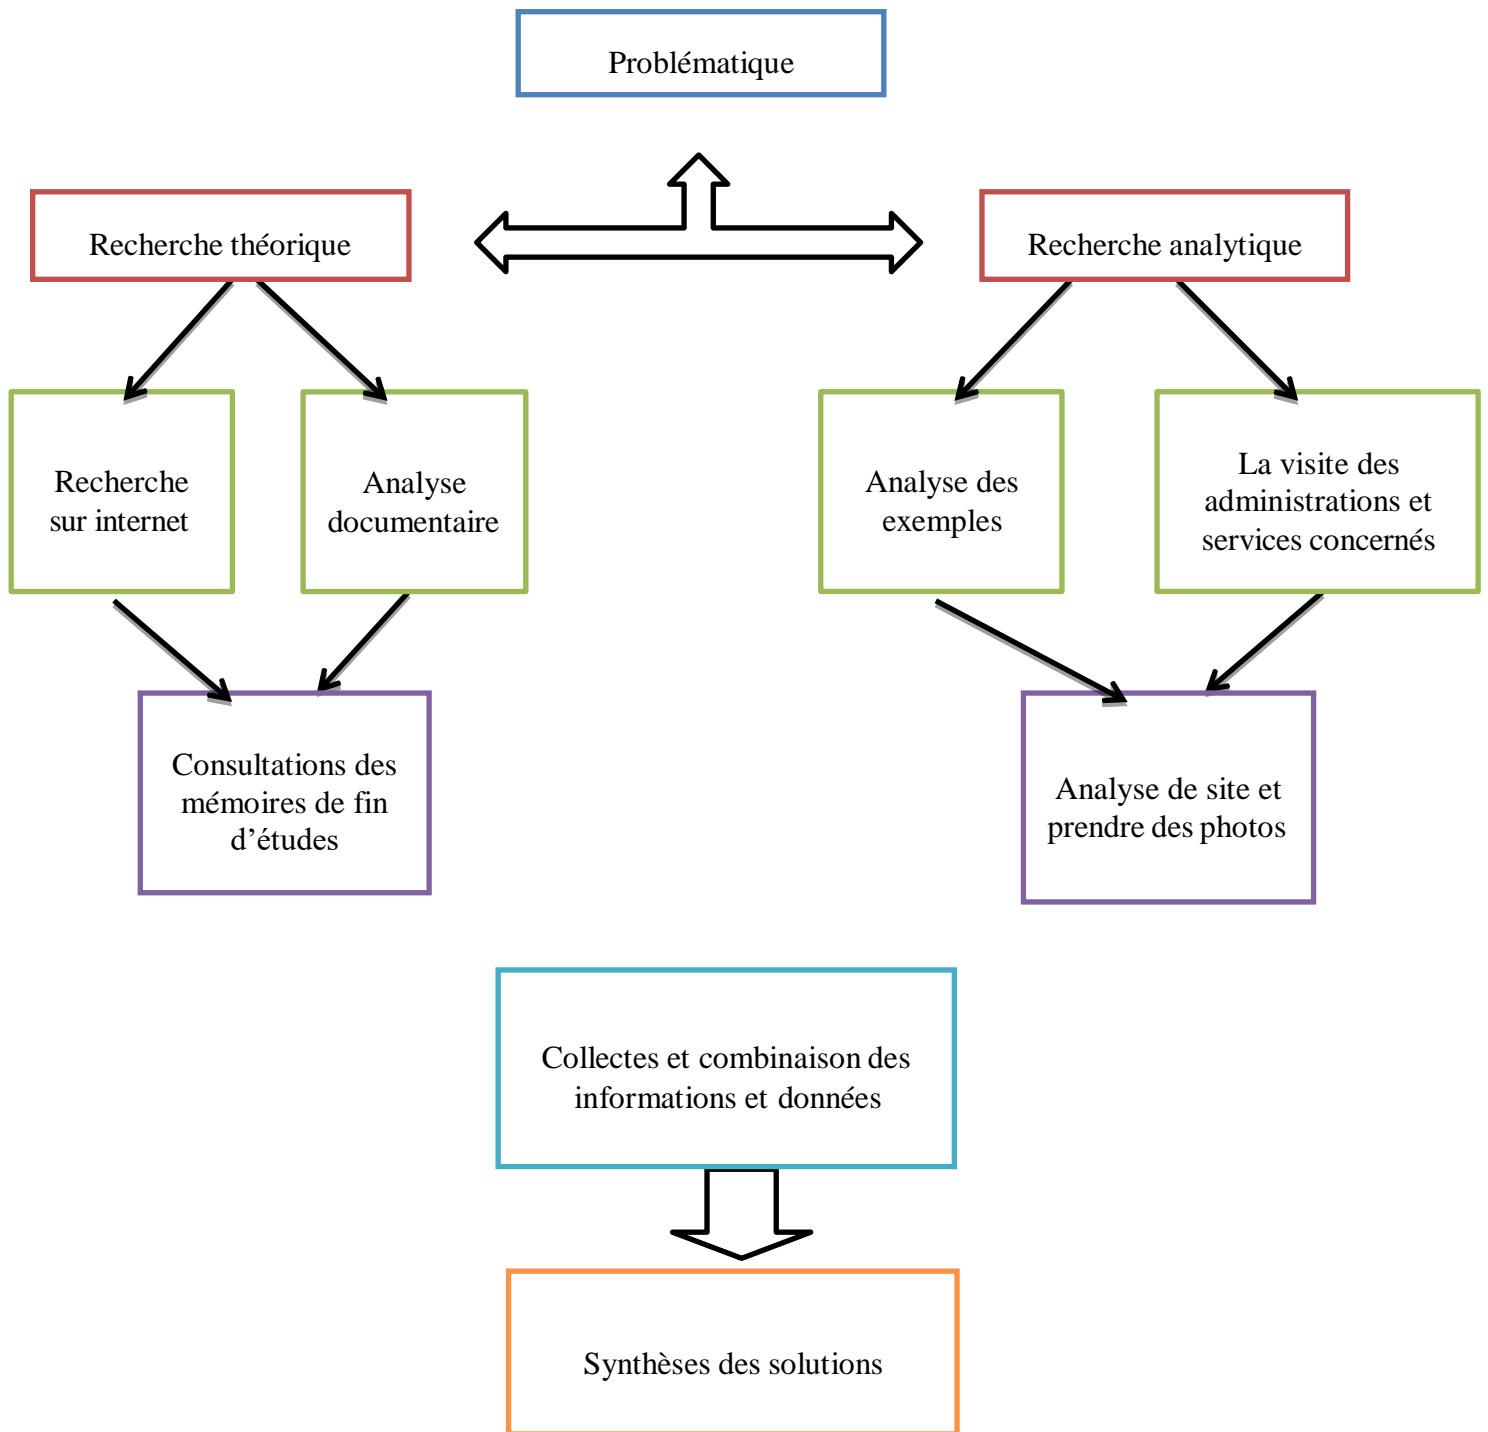 Problématique
Recherche théorique
Recherche analytique
Recherche
sur internet
Analyse
documentaire
Analyse des
exemples
La visite des
administrations et
services concernés
Consultations des
mémoires de fin
d’études
Analyse de site et
prendre des photos
Collectes et combinaison des
informations et données
Synthèses des solutions